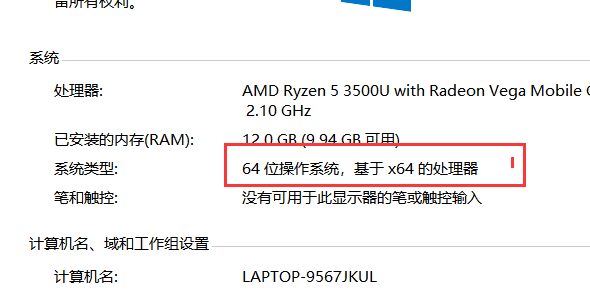 留所有权利。
系统
处理器:
AMD Ryzen 5 3500U with Radeon Vega Mobile
2.10 GHz
已安装的内存(RAM):
12.0 GB (9.94 GB 可用)
系统类型:
64 位操作系统，基于 x64 的处理器
笔和触控:
没有可用于此显示器的笔或触控输入
计算机名、域和工作组设置
计算机名:
LAPTOP-9567JKUL